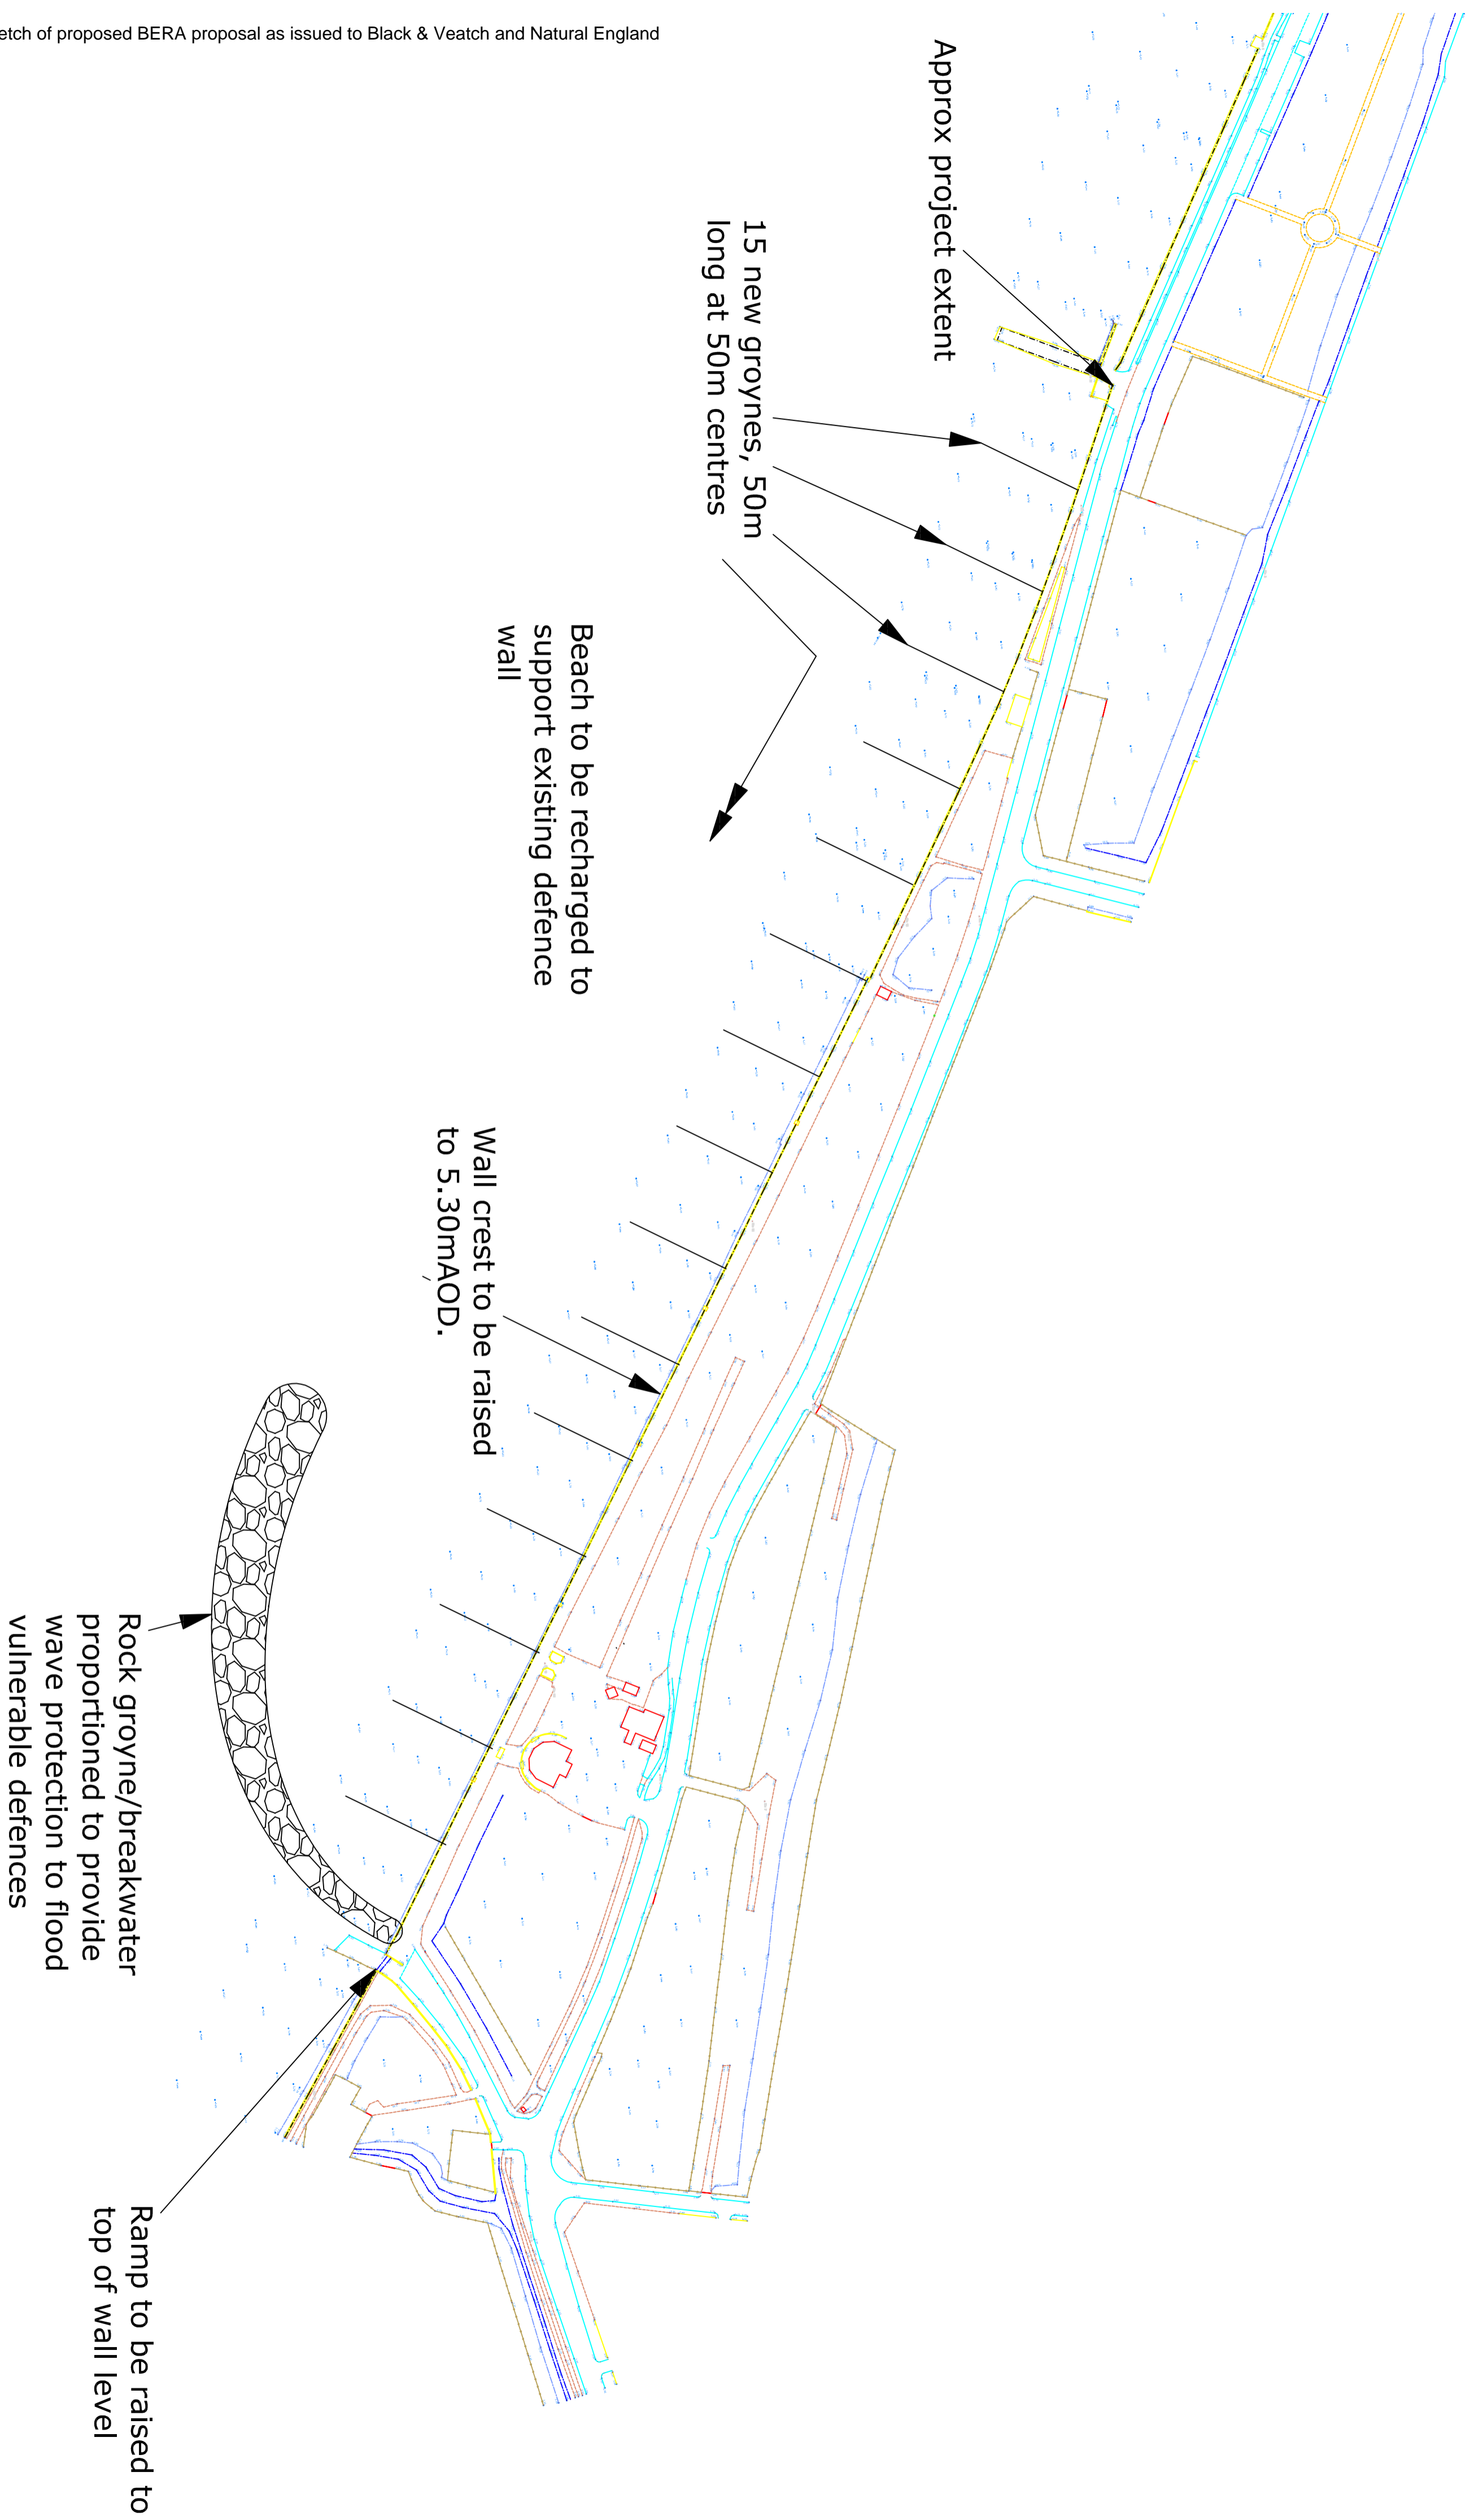 etch of proposed BERA proposal as issued to Black & Veatch and Natural England
Approx project extent
15 new groynes, 50m
long at 50m centres
Beach to be recharged to
support existing defence
wall
Wall crest to be raised
to 5.30mAOD.
Rock groyne/breakwater
proportioned to provide
wave protection to flood
vulnerable defences
Ramp to be raised to
top of wall level